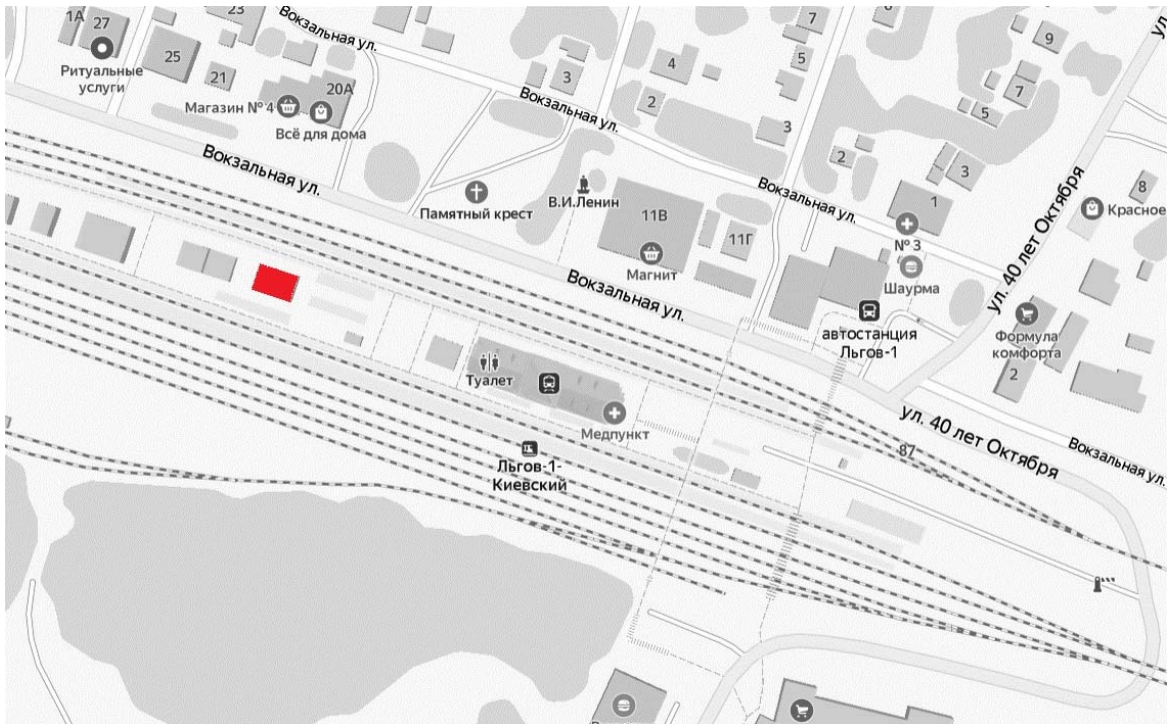 1А
27
23
7
6
ул.
Вокзальная ул.
9
25
21
3
4
5
Ритуальные
услуги
20А
7
Магазин № 4
Всё для дома
2
Вокзальная ул.
3
5
Вокзальная ул.
2
3
8
Памятный крест
В.И.Ленин
Вокзальная ул.
1
11В
11Г
№ 3
Красное
ул. 40 лет Октября
Магнит
Шаурма
Вокзальная ул.
автостанция
Льгов-1
Формула
комфорта
2
Туалет
Медпункт
ул. 40 лет Октября
87
Вокзальная ул.
Льгов-1-
Киевский